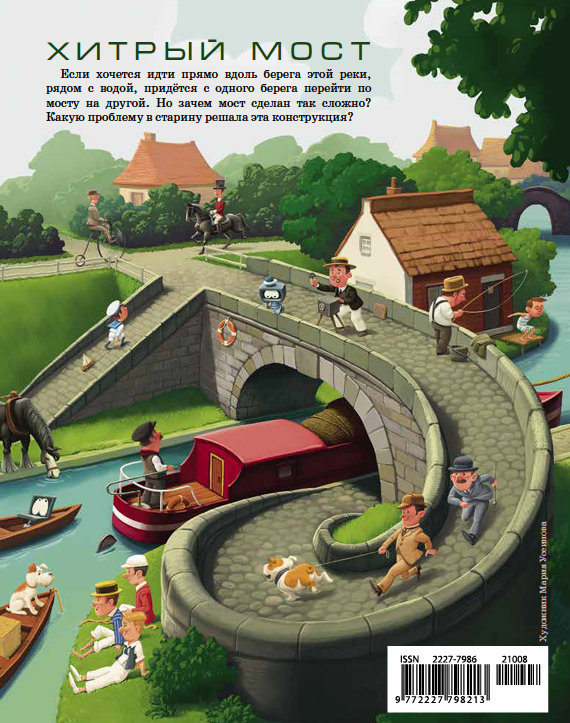 ХИТРЫЙ МОСТ
Если хочется идти прямо вдоль берега этой реки,
рядом с водой, придётся с одного берега перейти по
мосту на другой. Но зачем мост сделан так сложно?
Какую проблему в старину решала эта конструкция?
Художник Мария Усеинова
ISSN 2227-7986 21008
9 772227 798213